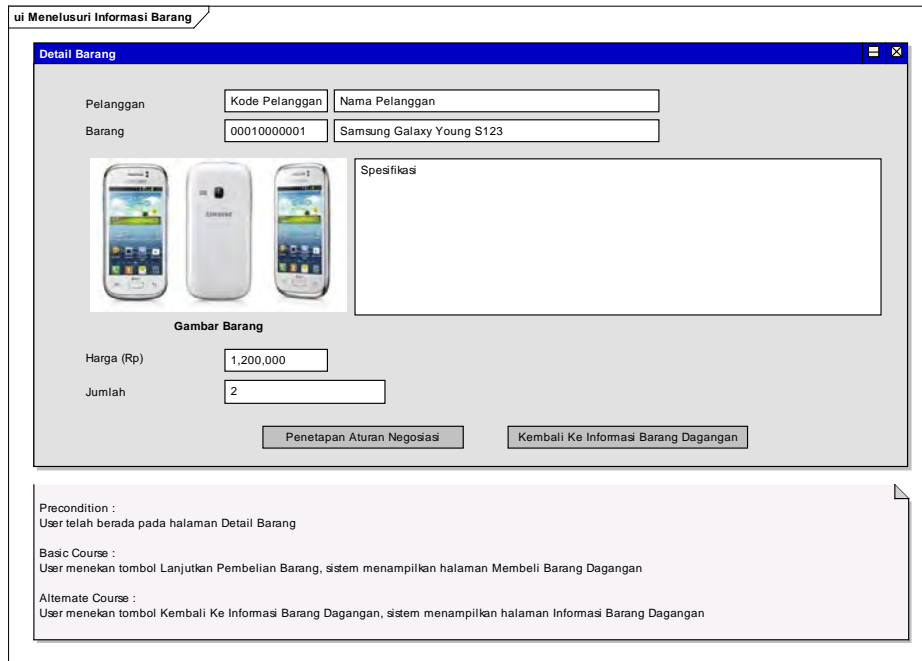 ui Menelusuri Informasi Barang
Detail Barang
Pelanggan Kode Pelanggan Nama Pelanggan
Barang 00010000001 Samsung Galaxy Young S123
Spesifikasi
SAMSUNG
Gambar Barang
Harga (Rp) 1,200,000
Jumlah 2
Penetapan Aturan Negosiasi Kembali Ke Informasi Barang Dagangan
Precondition :
User telah berada pada halaman Detail Barang
Basic Course :
User menekan tombol Lanjutkan Pembelian Barang, sistem menampilkan halaman Membeli Barang Dagangan
Alternate Course :
User menekan tombol Kembali Ke Informasi Barang Dagangan, sistem menampilkan halaman Informasi Barang Dagangan